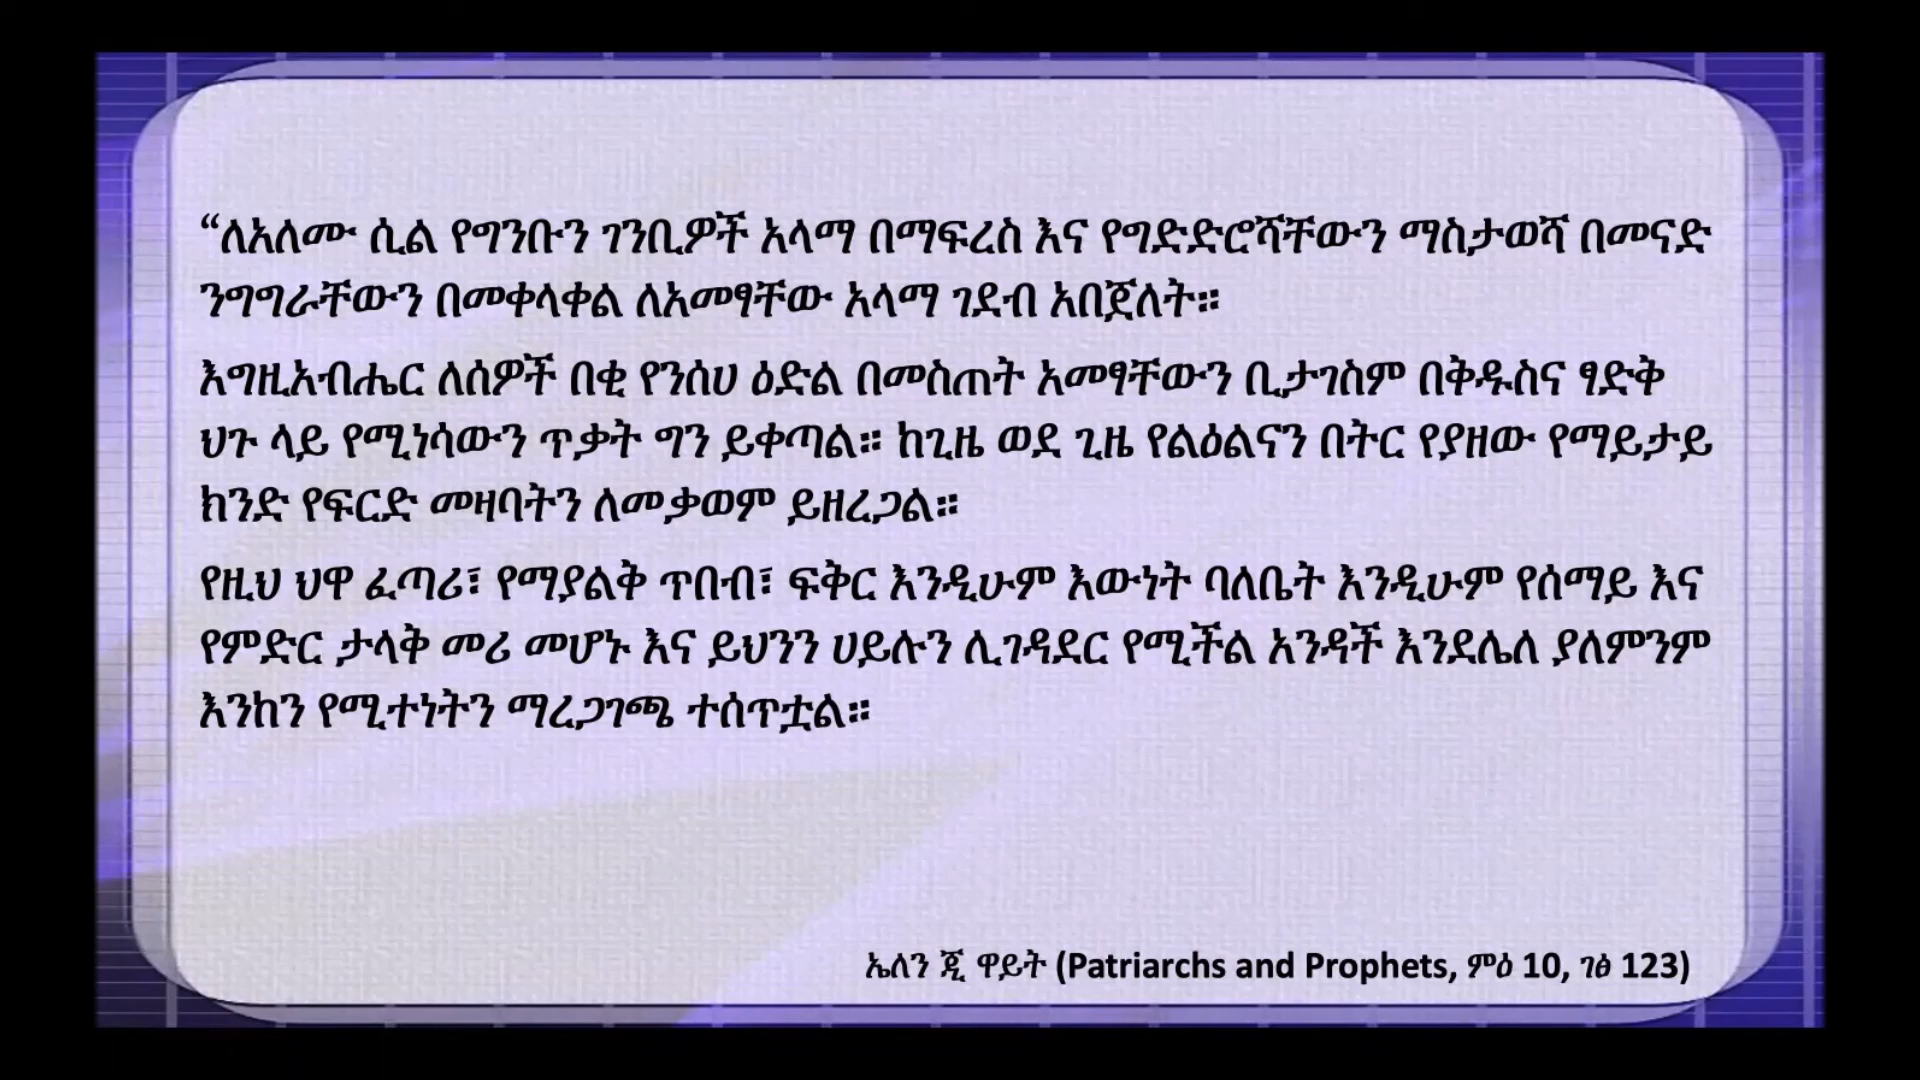 “ለአለሙ ሲል የግንቡን ገንቢዎች አላማ በማፍረስ እና የግድድሮሻቸውን ማስታወሻ በመናድ
ንግግራቸውን በመቀላቀል ለአመፃቸው አላማ ገደብ አበጀለት።
እግዚአብሔር ለሰዎች በቂ የንሰሀ ዕድል በመስጠት አመፃቸውን ቢታገስም በቅዱስና ፃድቅ
ህጉ ላይ የሚነሳውን ጥቃት ግን ይቀጣል። ከጊዜ ወደ ጊዜ የልዕልናን በትር የያዘው የማይታይ
ክንድ የፍርድ መዛባትን ለመቃወም ይዘረጋል።
የዚህ ህዋ ፈጣሪ፣ የማያልቅ ጥበብ፣ ፍቅር እንዲሁም እውነት ባለቤት እንዲሁም የሰማይ እና
የምድር ታላቅ መሪ መሆኑ እና ይህንን ሀይሉን ሊገዳደር የሚችል አንዳች እንደሌለ ያለምንም
እንከን የሚተነትን ማረጋገጫ ተሰጥቷል።
ኤለን ጂ ዋይት (Patriarchs and Prophets, ምዕ 10, ገፅ 123)